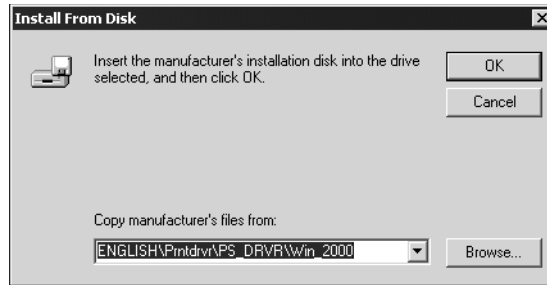 Install From Disk
Insert the manufacturer's installation disk into the drive
selected, and then click OK.
OK
Cancel
Copy manufacturer's files from:
ENGLISH\Prntdrvr\PS_DRVR\Win_2000
Browse...